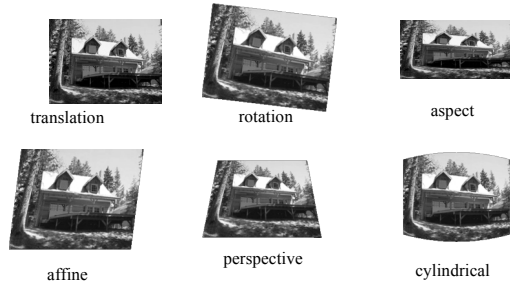 translation
rotation
aspect
affine
perspective
cylindrical